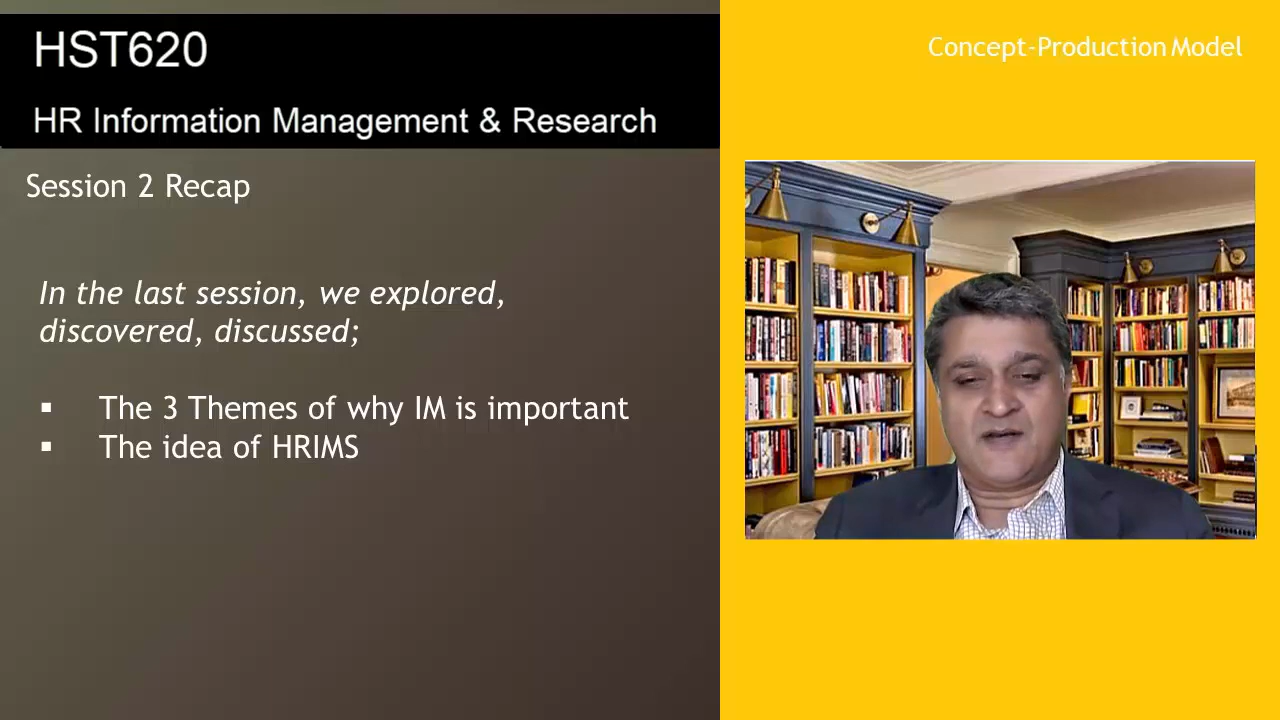 HST620
HR Information Management & Research
Concept-Production Model
Session 2 Recap
In the last session, we explored,
discovered, discussed;
▪ The 3 Themes of why IM is important
▪ The idea of HRIMS